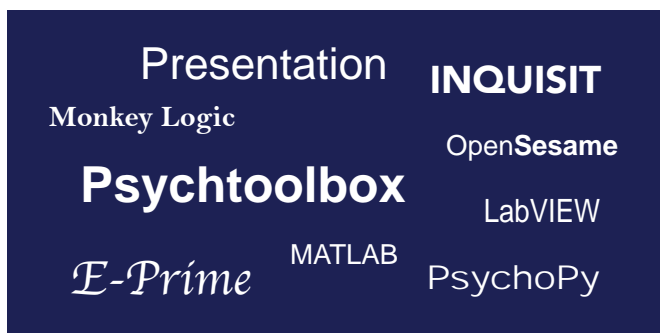 Presentation
INQUISIT
Monkey Logic
OpenSesame
Psychtoolbox
LabVIEW
MATLAB
E-Prime
PsychoPy